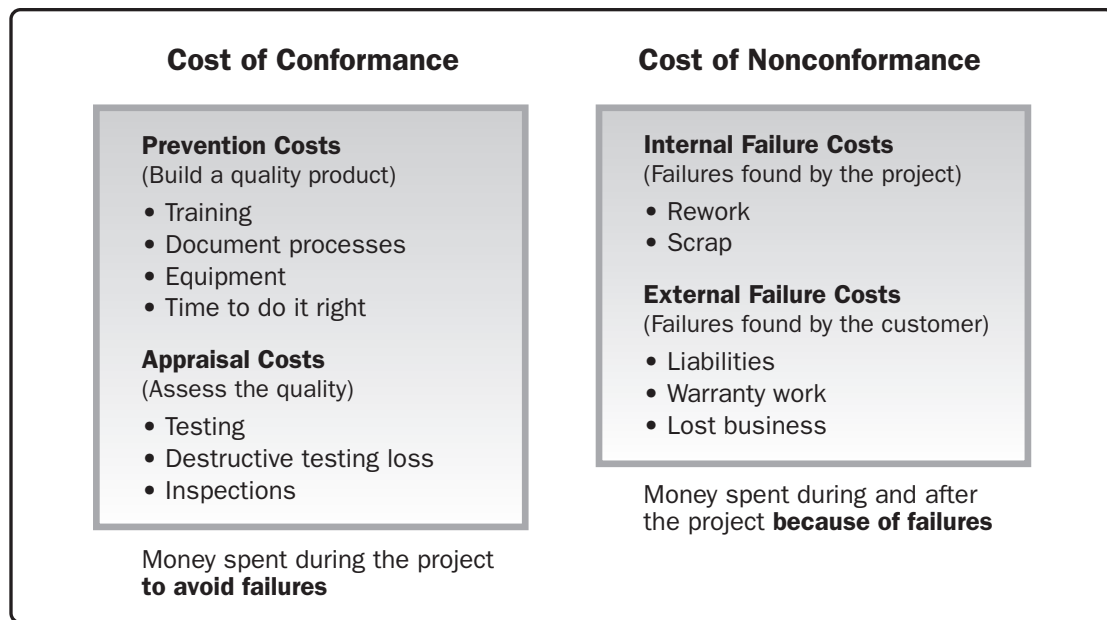 Cost of Conformance
Prevention Costs
(Build a quality product)
• Training
• Document processes
• Equipment
• Time to do it right
Appraisal Costs
(Assess the quality)
• Testing
• Destructive testing loss
• Inspections
Money spent during the project
to avoid failures
Cost of Nonconformance
Internal Failure Costs
(Failures found by the project)
• Rework
• Scrap
External Failure Costs
(Failures found by the customer)
• Liabilities
• Warranty work
• Lost business
Money spent during and after
the project because of failures